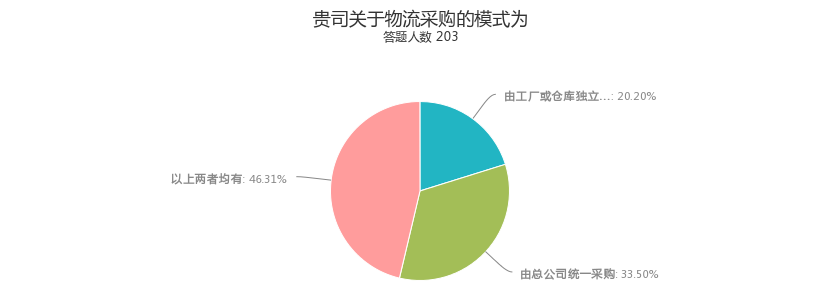 贵司关于物流采购的模式为
答题人数 203
由工厂或仓库独立...: 20.20%
以上两者均有: 46.31%
由总公司统一采购: 33.50%